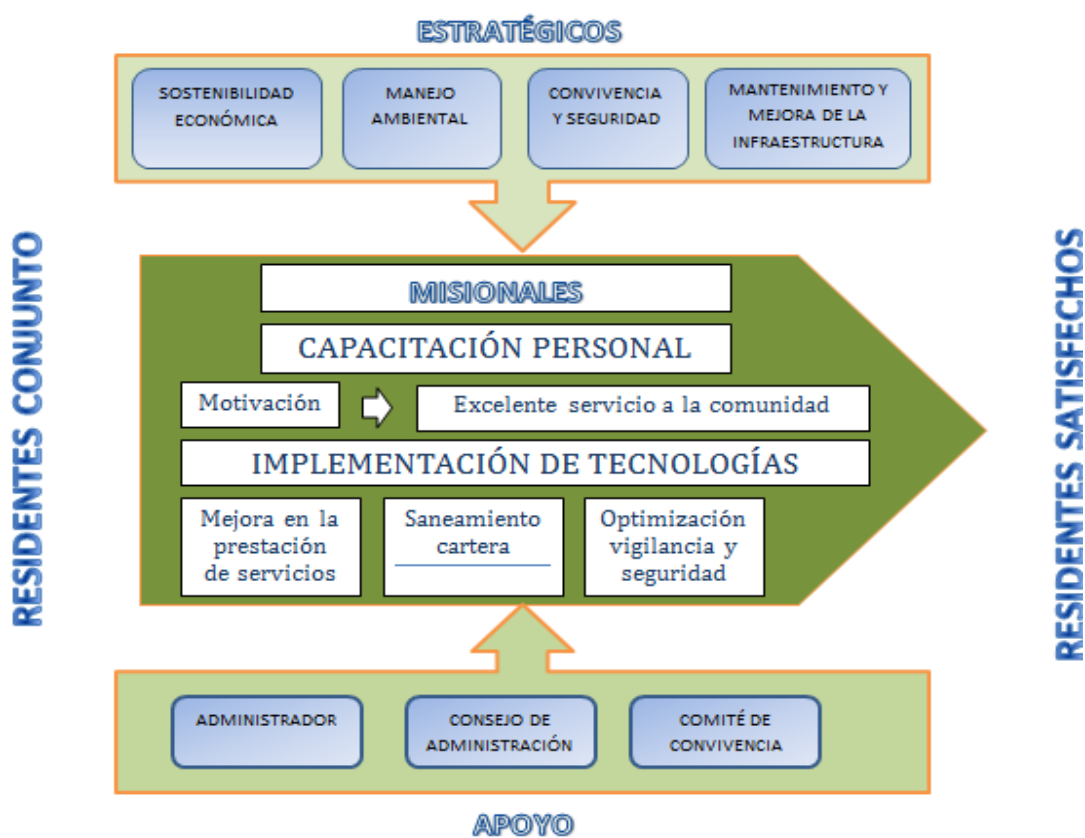 ESTRATÉGICOS
SOSTENIBILIDAD
ECONÓMICA
MANEJO
AMBIENTAL
CONVIVENCIA
Y SEGURIDAD
MANTENIMIENTO Y
MEJORA DE LA
INFRAESTRUCTURA
RESIDENTES CONJUNTO
MISIONALES
CAPACITACIÓN PERSONAL
Motivación
Excelente servicio a la comunidad
IMPLEMENTACIÓN DE TECNOLOGÍAS
Mejora en la
prestación
de servicios
Saneamiento
cartera
Optimización
vigilancia y
seguridad
RESIDENTES SATISFECHOS
ADMINISTRADOR
CONSEJO DE
ADMINISTRACIÓN
COMITÉ DE
CONVIVENCIA
APOYO